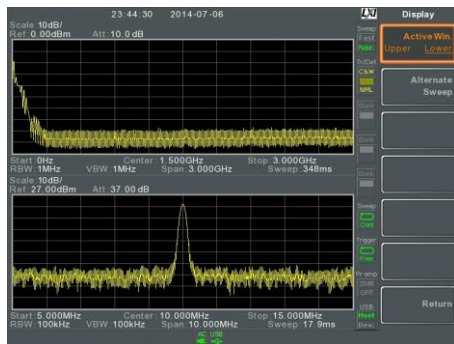 23:44:30 2014-07-06
LXI
Display
Scale:10dB/
Ref: 0.00dBm Att: 10.0 dB
Sweep
Fast
Active Win.
Upper Lower
Tr/Det
C&W
NML
Alternate
Sweep
Start:0Hz Center: 1.500GHz Stop: 3.000GHz
RBW:1MHz VBW:1MHz Span: 3.000GHz Sweep: 348ms
Scale:10dB/
Ref: 27.00dBm Att: 37.00 dB
Sweep
Cont
Trigger
Free
Pr-amp
20dB
OFF
USB
Host
Dev.
Return
Start: 5.000MHz Center: 10.000MHz Stop: 15.000MHz
RBW: 100kHz VBW: 100kHz Span: 10.000MHz Sweep: 17.9ms
AC USB